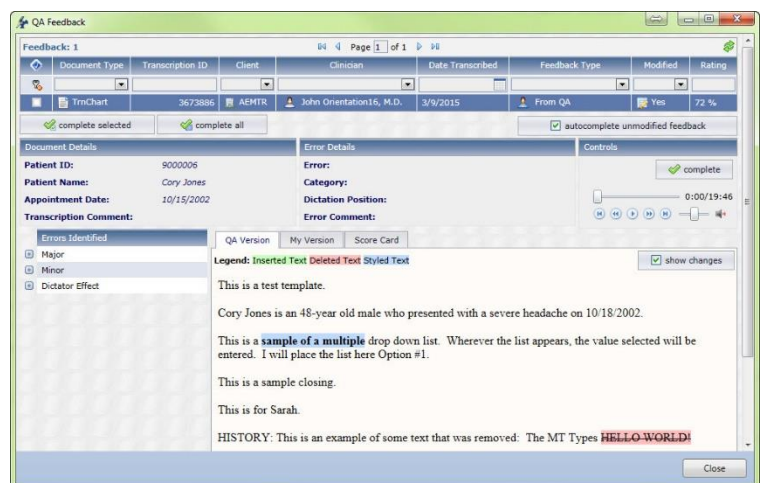 QA Feedback
Feedback: 1 Page 1 of 1
Document Type Transcription ID Client Clinician Date Transcribed Feedback Type Modified Rating
TrnChart 3673886 AEMTR John Orientation16, M.D. 3/9/2015 From QA Yes 72 %
complete selected complete all autocomplete unmodified feedback
Document Details Error Details Controls
Patient ID: 9000006 Error: complete
Patient Name: Cory Jones Category:
Appointment Date: 10/15/2002 Dictation Position: 0:00/19:46
Transcription Comment: Error Comment:
Errors Identified QA Version My Version Score Card
Major Legend: Inserted Text Deleted Text Styled Text show changes
Minor
Dictator Effect
This is a test template.
Cory Jones is an 48-year old male who presented with a severe headache on 10/18/2002.
This is a sample of a multiple drop down list. Wherever the list appears, the value selected will be
entered. I will place the list here Option #1.
This is a sample closing.
This is for Sarah.
HISTORY: This is an example of some text that was removed: The MT Types HELLO WORLD!
Close